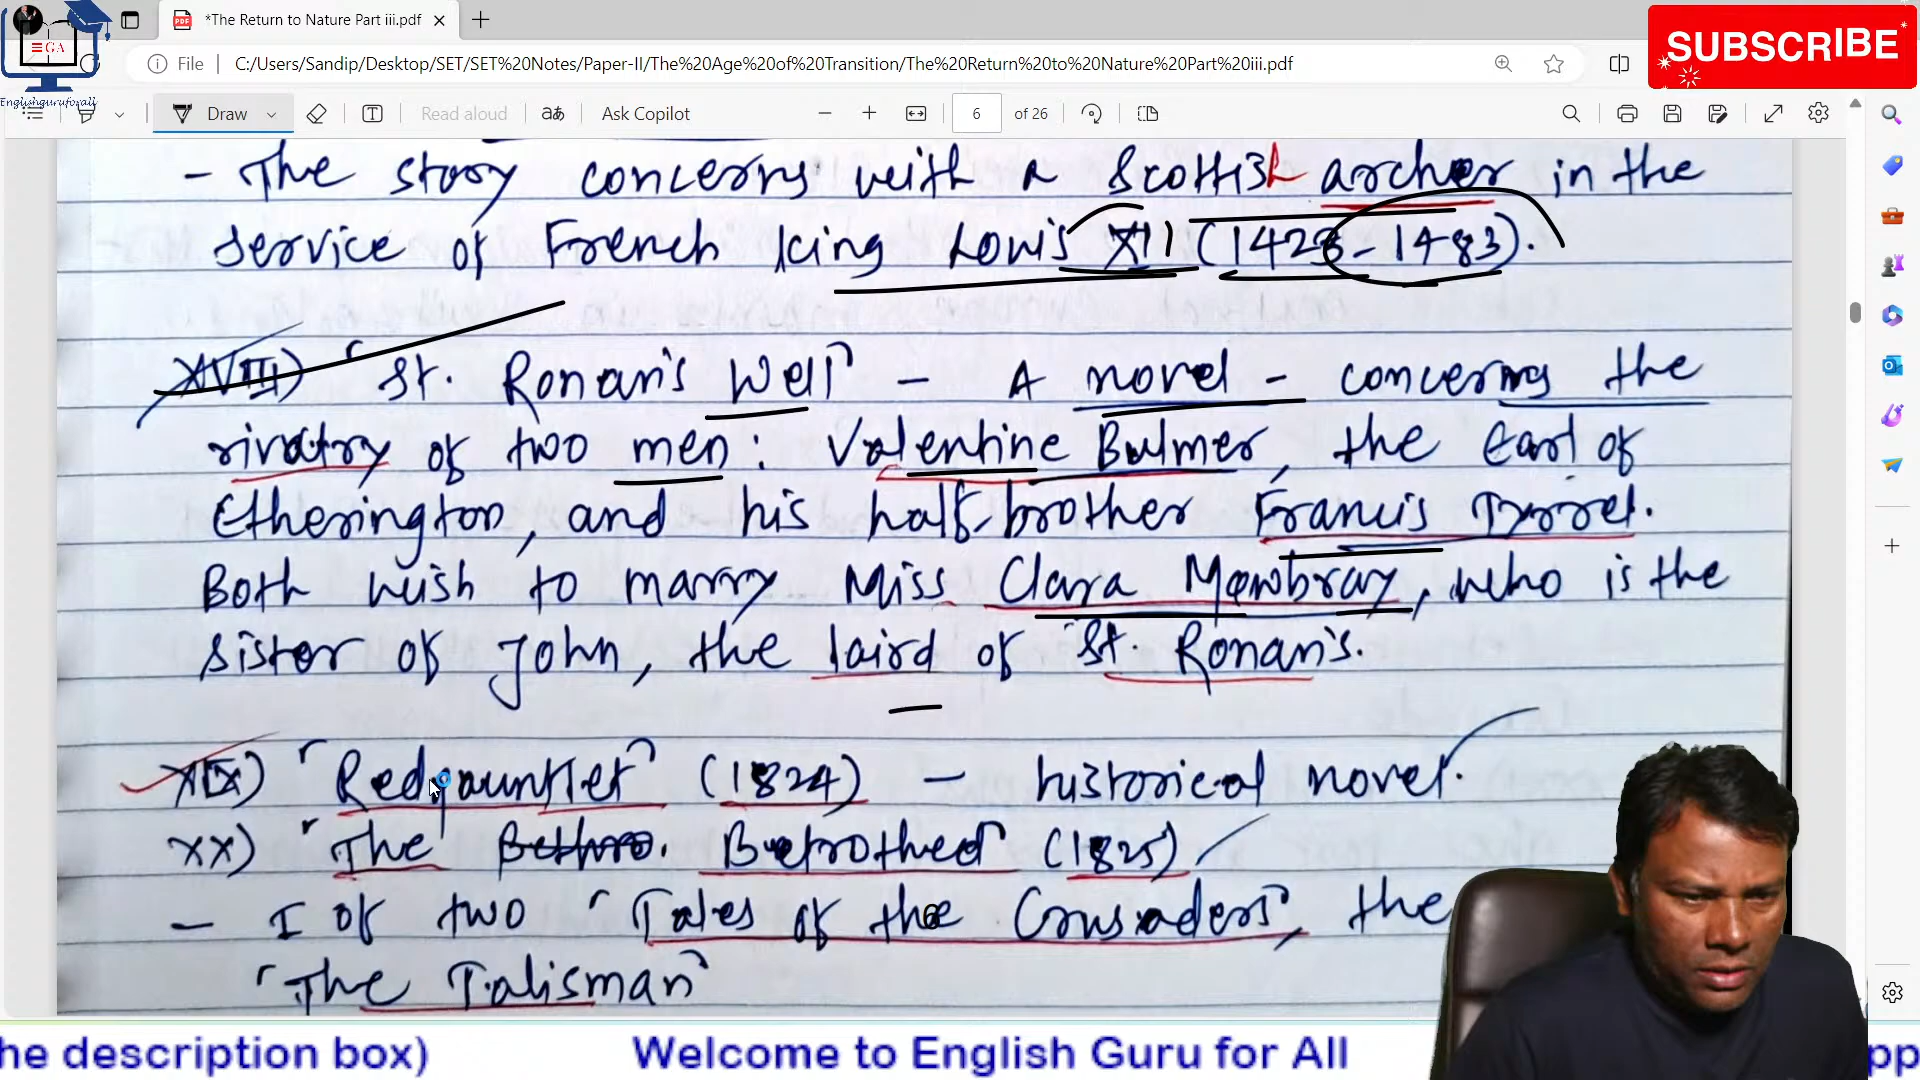 *The Return to Nature Part iii.pdf
SUBSCRIBE
≡GA
Englishguruforall
File
C:/Users/Sandip/Desktop/SET/SET%20Notes/Paper-II/The%20Age%20of%20Transition/The%20Return%20to%20Nature%20Part%20iii.pdf
Draw
Read aloud
Ask Copilot
6
of 26
- The story concerns with a Scottish archer in the
service of French King Louis XII (1423-1483).
XVIII) 'St. Ronan's Well' - A novel - concerning the
rivalry of two men: Valentine Bulmer, the Earl of
Etherington, and his half-brother Francis Tyrrel.
Both wish to marry Miss Clara Mowbray, who is the
sister of John, the laird of St. Ronan's.
XIX) 'Redgauntlet' (1824) - historical novel.
XX) 'The Betrothed' (1825)
- I of two 'Tales of the Crusaders', the
6
'The Talisman'
he description box)
Welcome to English Guru for All
pp